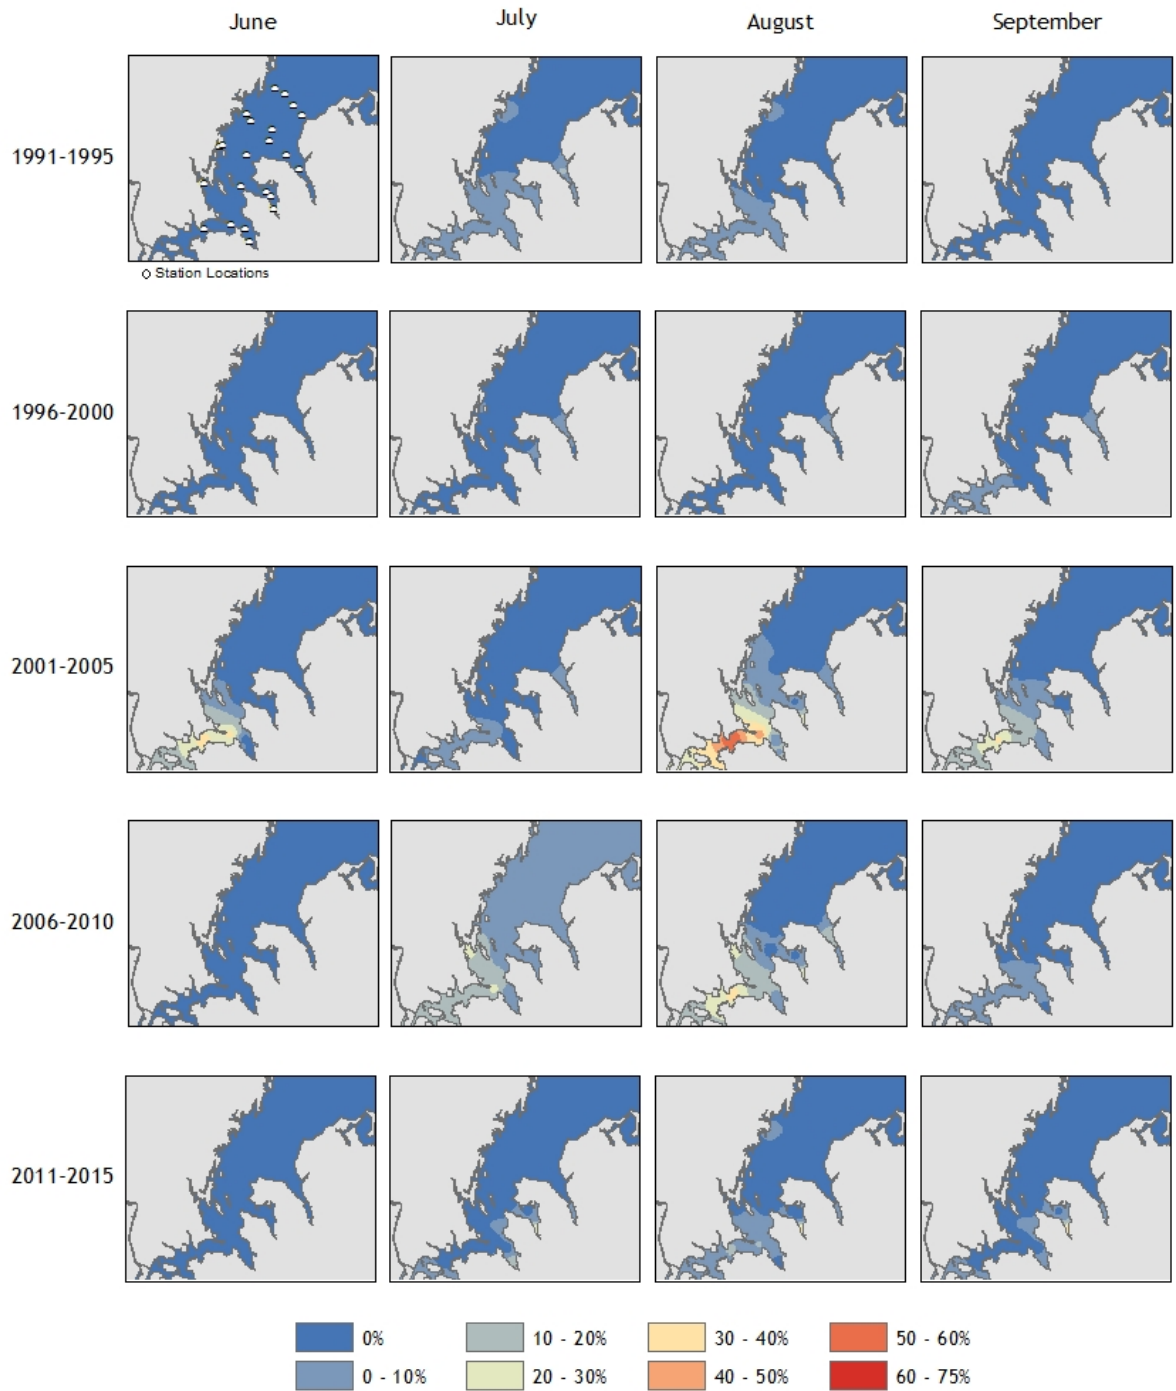 June July August September
1991-1995
Station Locations
1996-2000
2001-2005
2006-2010
2011-2015
0% 10 - 20% 30 - 40% 50 - 60%
0 - 10% 20 - 30% 40 - 50% 60 - 75%